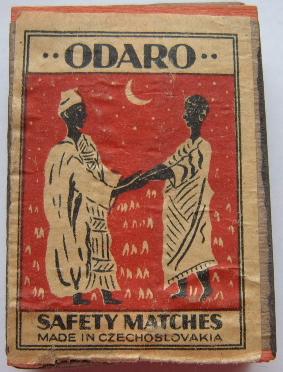 ··ODARO··
SAFETY MATCHES
MADE IN CZECHOSLOVAKIA